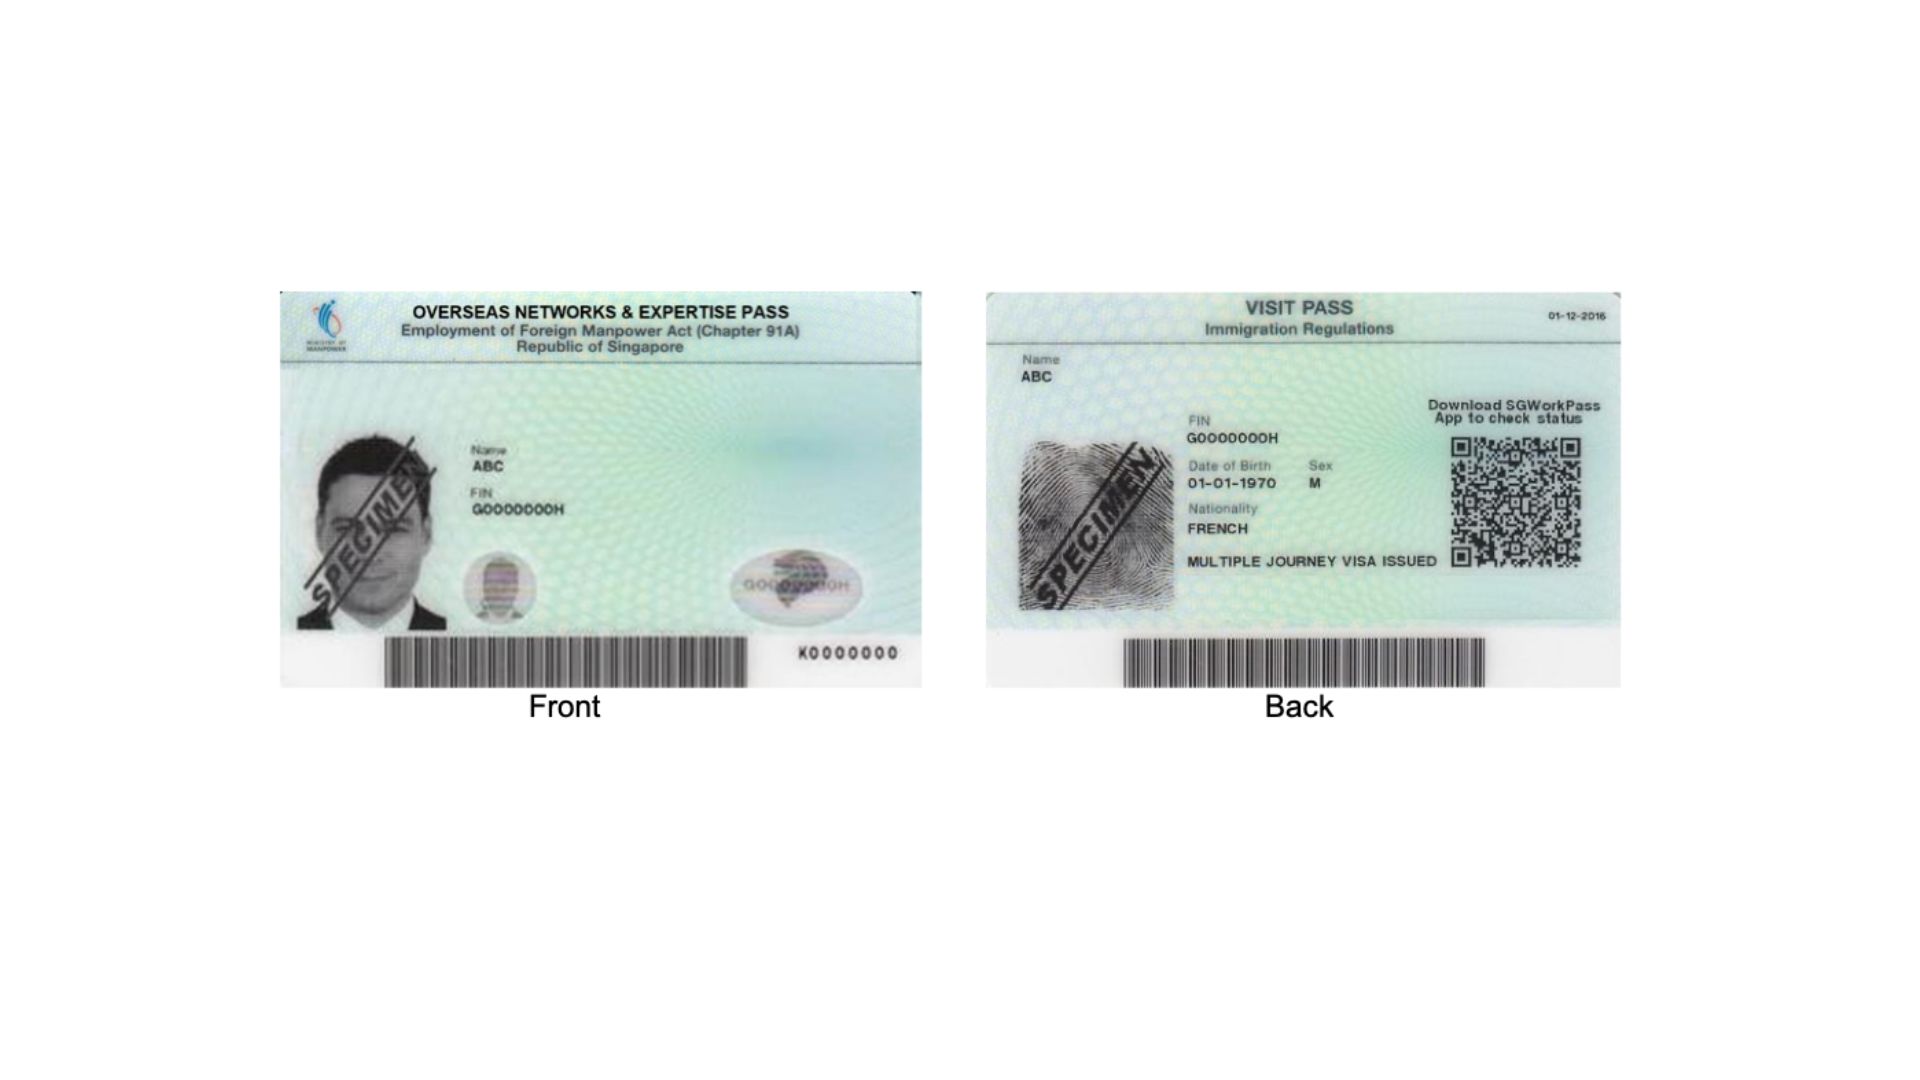 MINISTRY OF
MANPOWER
OVERSEAS NETWORKS & EXPERTISE PASS
Employment of Foreign Manpower Act (Chapter 91A)
Republic of Singapore
SPECIMEN
Name
ABC
FIN
G0000000H
G0000000H
K0000000
Front
VISIT PASS
Immigration Regulations
01-12-2016
Name
ABC
SPECIMEN
FIN
G0000000H
Date of Birth Sex
01-01-1970 M
Nationality
FRENCH
MULTIPLE JOURNEY VISA ISSUED
Download SGWorkPass
App to check status
Back